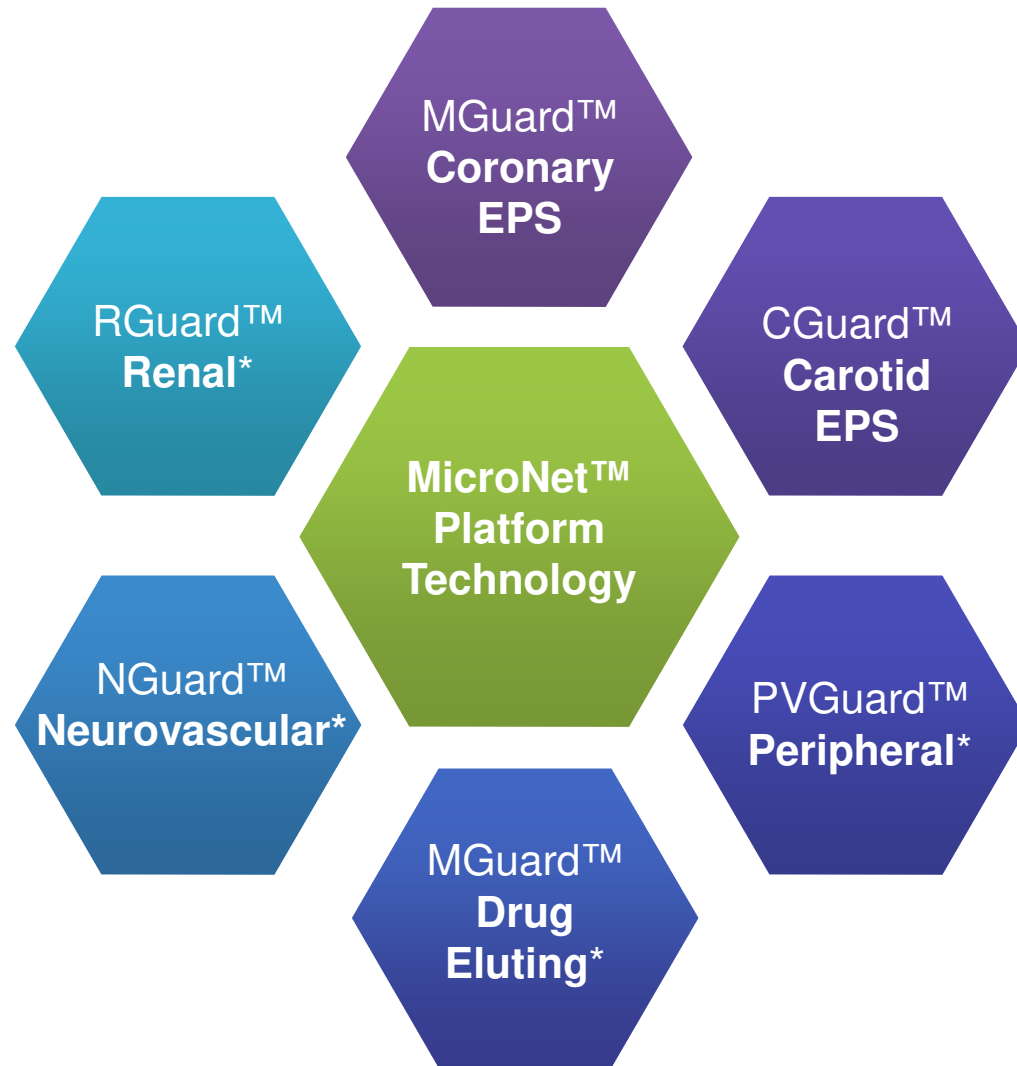 MGuard™
Coronary
EPS
RGuard™
Renal*
CGuard™
Carotid
EPS
MicroNet™
Platform
Technology
NGuard™
Neurovascular*
PVGuard™
Peripheral*
MGuard™
Drug
Eluting*